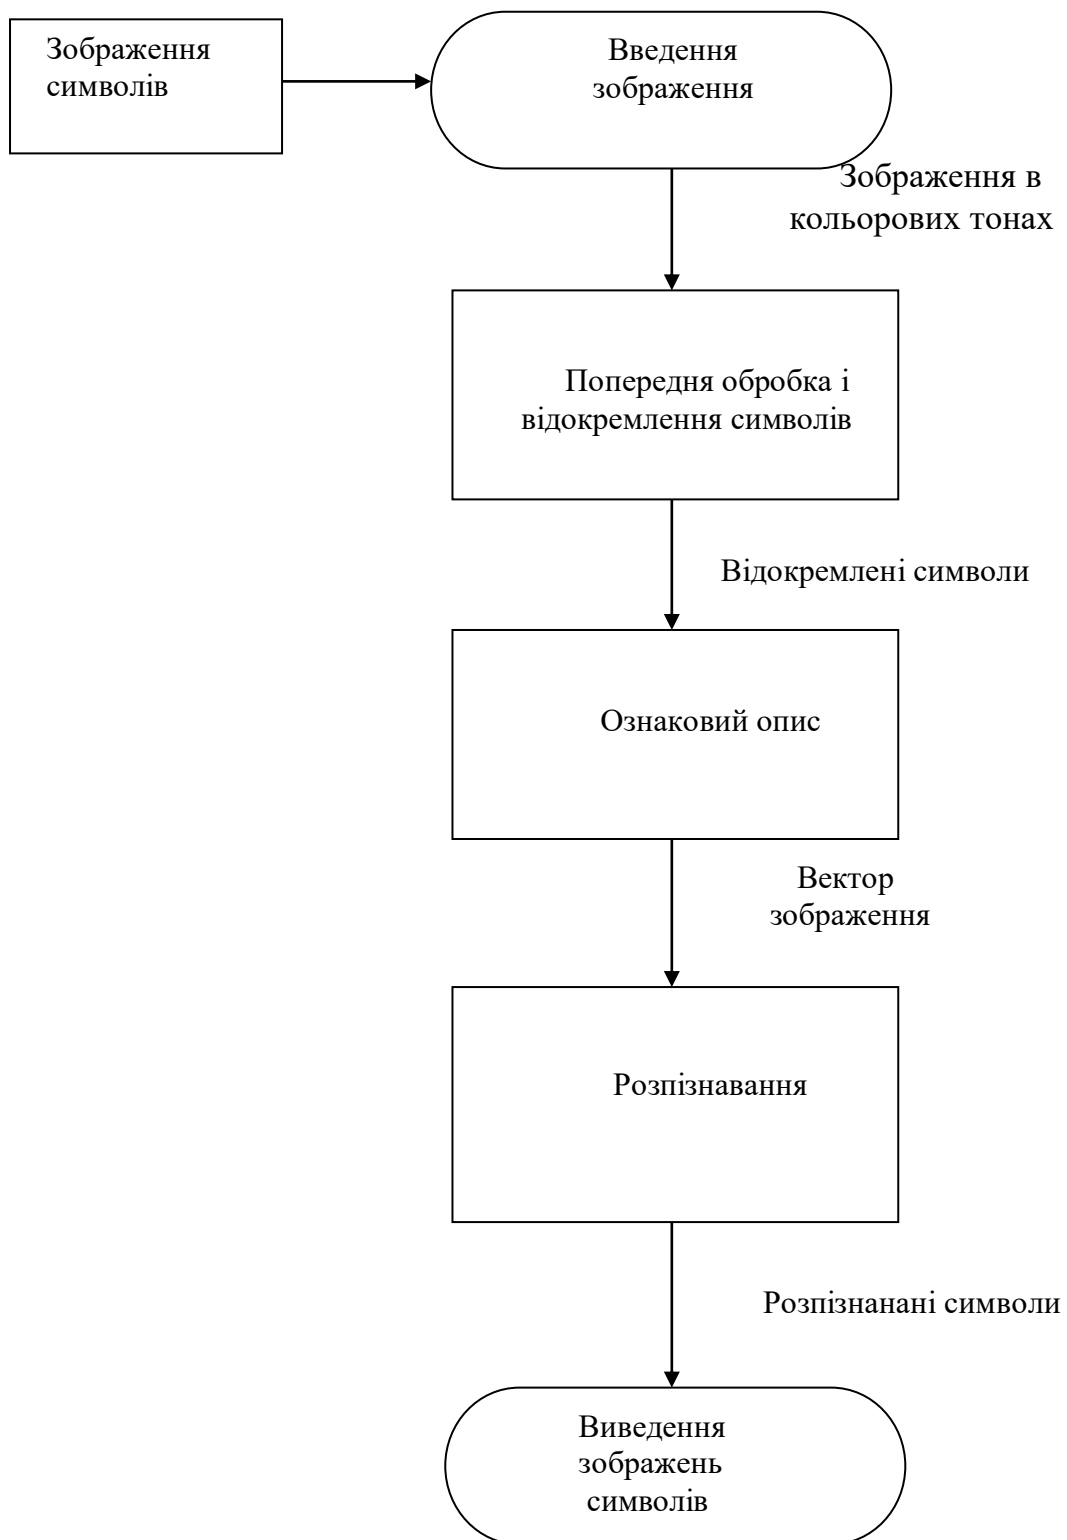 Зображення
символів
Введення
зображення
Зображення в
кольорових тонах
Попередня обробка і
відокремлення символів
Відокремлені символи
Ознаковий опис
Вектор
зображення
Розпізнавання
Розпізнанані символи
Виведення
зображень
символів